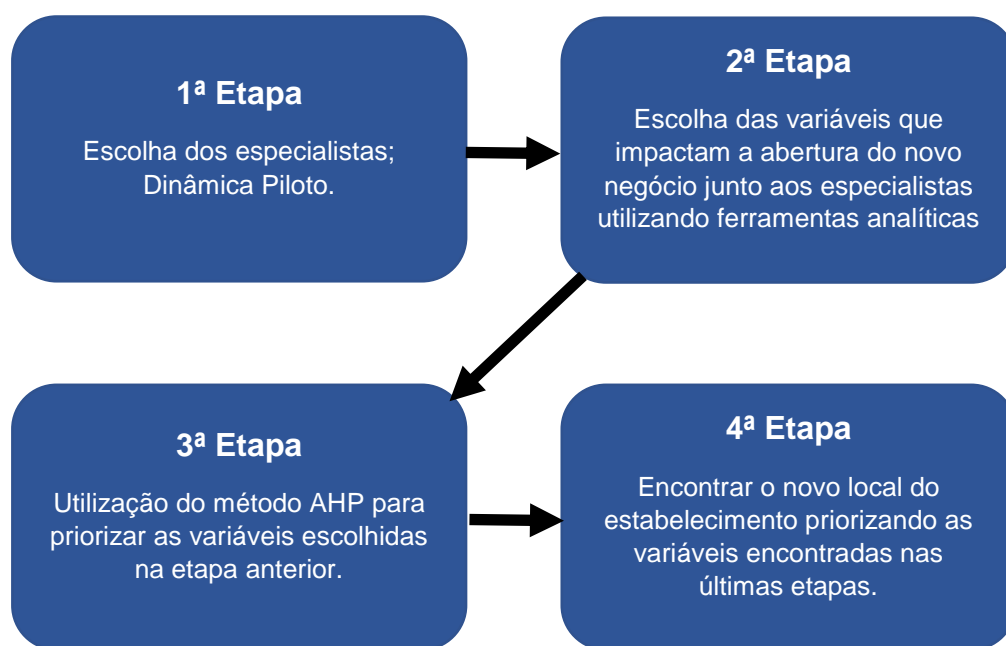 1ª Etapa
Escolha dos especialistas;
Dinâmica Piloto.
2ª Etapa
Escolha das variáveis que
impactam a abertura do novo
negócio junto aos especialistas
utilizando ferramentas analíticas
3ª Etapa
Utilização do método AHP para
priorizar as variáveis escolhidas
na etapa anterior.
4ª Etapa
Encontrar o novo local do
estabelecimento priorizando as
variáveis encontradas nas
últimas etapas.